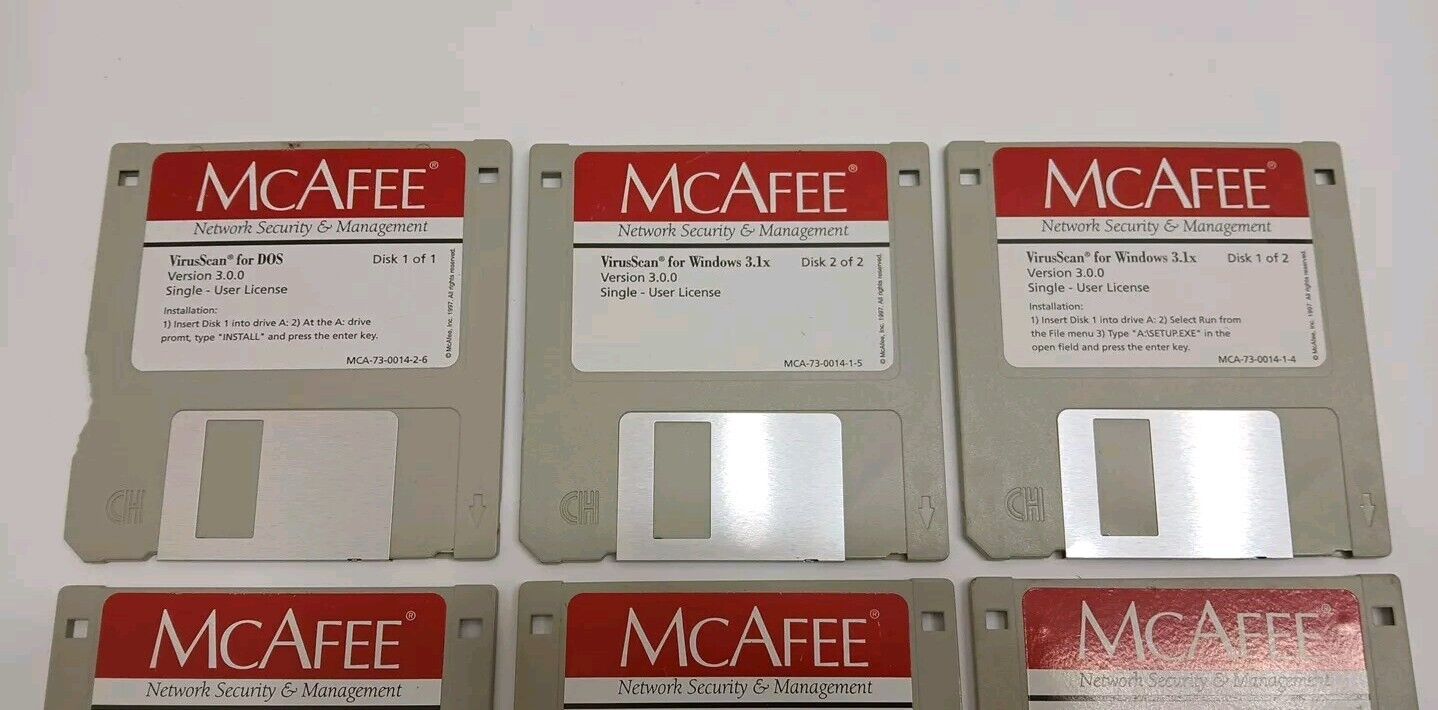 McAFEE®
Network Security & Management
VirusScan® for DOS Disk 1 of 1
Version 3.0.0
Single - User License
Installation:
1) Insert Disk 1 into drive A: 2) At the A: drive
promt, type "INSTALL" and press the enter key.
MCA-73-0014-2-6
© McAfee, Inc. 1997. All rights reserved.
CH
McAFEE®
Network Security & Management
VirusScan® for Windows 3.1x Disk 2 of 2
Version 3.0.0
Single - User License
MCA-73-0014-1-5
© McAfee, Inc. 1997. All rights reserved.
CH
McAFEE®
Network Security & Management
VirusScan® for Windows 3.1x Disk 1 of 2
Version 3.0.0
Single - User License
Installation:
1) Insert Disk 1 into drive A: 2) Select Run from
the File menu 3) Type "A:\SETUP.EXE" in the
open field and press the enter key.
MCA-73-0014-1-4
© McAfee, Inc. 1997. All rights reserved.
CH
McAFEE®
Network Security & Management
McAFEE®
Network Security & Management
McAFEE®
Network Security & Management